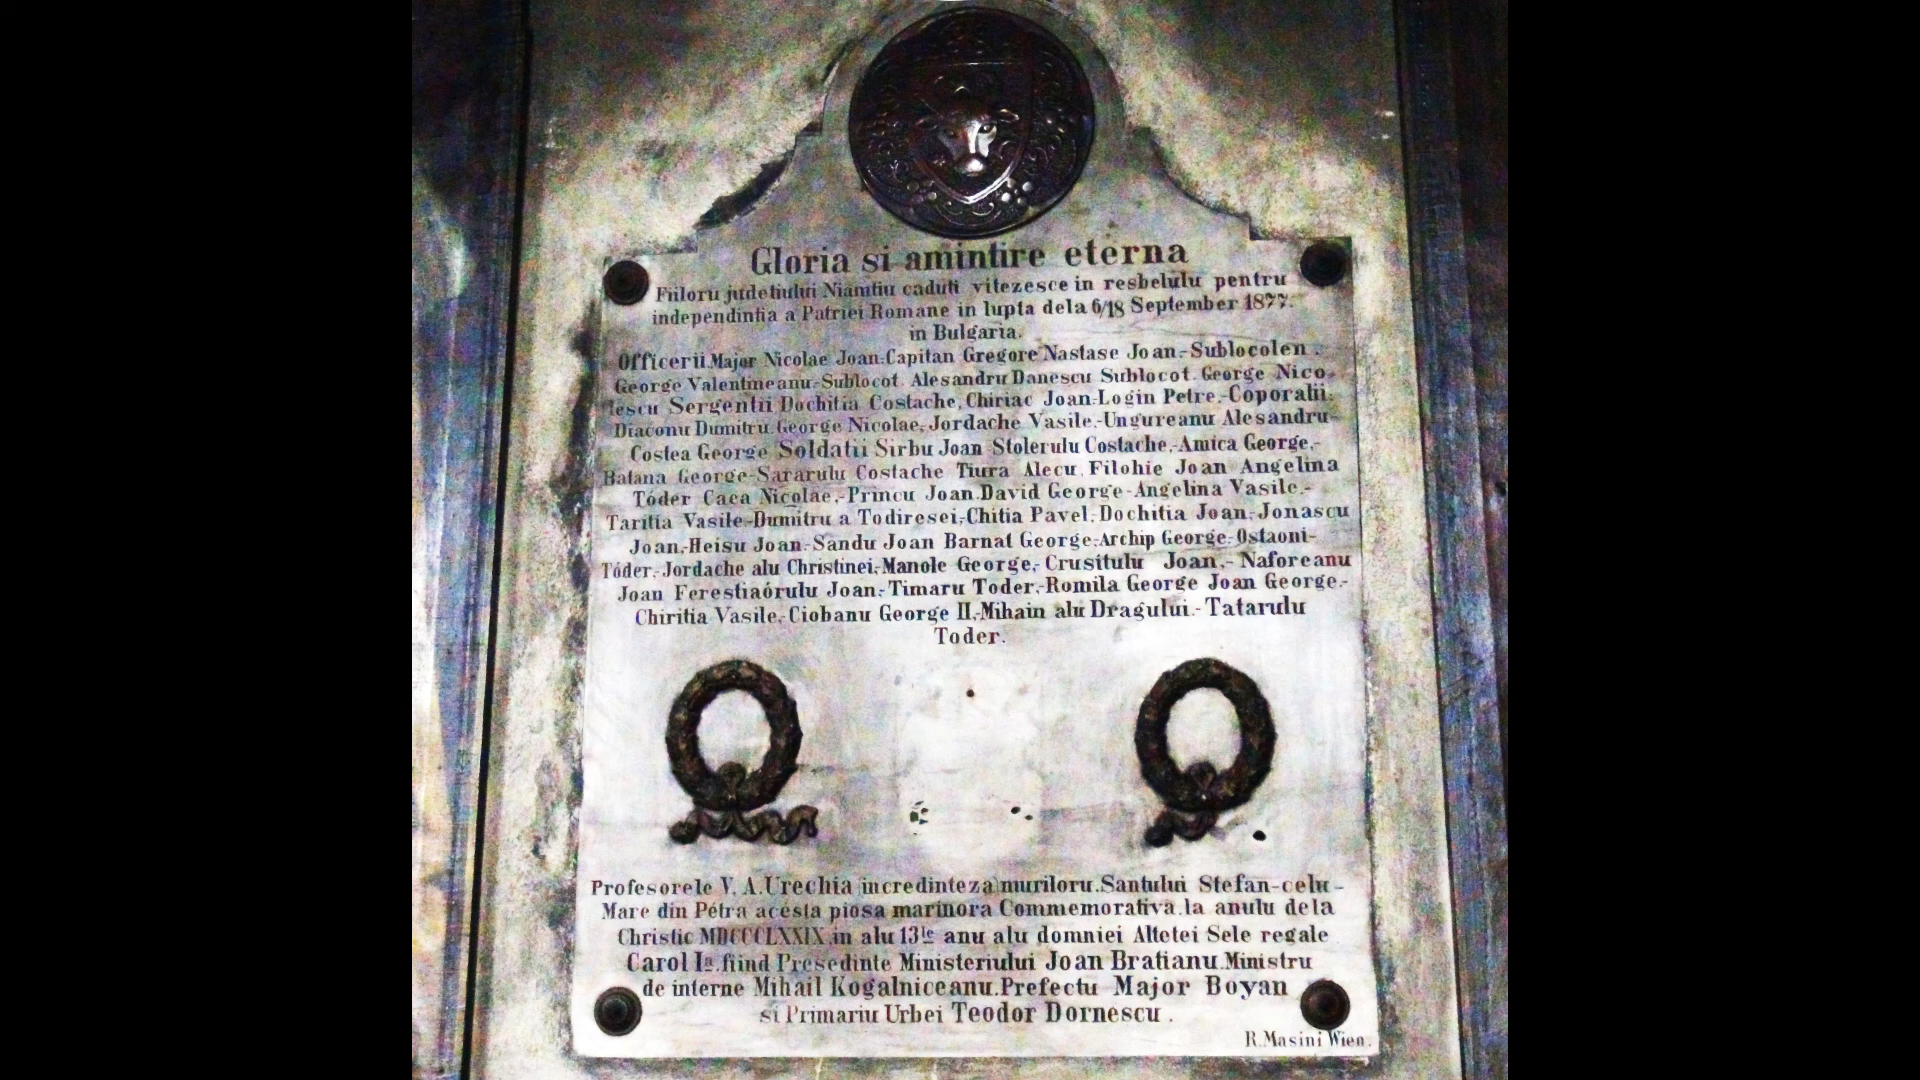 Gloria si amintire eterna
Fiiloru judetiului Niamtiu caduti vitezesce in resbelulu pentru
independintia a Patriei Romane in lupta dela 6/18 September 1877.
in Bulgaria.
Officerii Major Nicolae Joan.-Capitan Gregore Nastase Joan.-Sublocolen.
George Valentineanu.-Sublocot. Alesandru Danescu Sublocot. George Nico-
lescu Sergentii Dochitia Costache, Chiriac Joan.-Login Petre.-Coporalii.
Diaconu Dumitru. George Nicolae, Jordache Vasile.-Ungureanu Alesandru-
Costea George Soldatii Sirbu Joan Stolerulu Costache.-Amica George.-
Batana George-Sararulu Costache Tiura Alecu. Filohie Joan Angelina
Tóder Caca Nicolae.-Princu Joan. David George-Angelina Vasile.-
Taritia Vasile-Dumitru a Todiresei,-Chitia Pavel. Dochitia Joan.-Jonascu
Joan.-Heisu Joan.-Sandu Joan Barnat George.-Archip George.-Ostaoni-
Tóder.-Jordache alu Christinei.-Manole George.-Crusitulu Joan.- Naforeanu
Joan Ferestiaórulu Joan.-Timaru Toder.-Romila George Joan George.-
Chiritia Vasile.-Ciobanu George II.-Mihain alu Dragului.-Tatarulu
Toder.
Profesorele V. A. Urechia incredinteza muriloru. Santului Stefan-celu-
Mare din Pétra acésta piosa marmora Commemorativa. la anulu dela
Christic MDCCCLXXIX in alu 13le anu alu domniei Altetei Sele regale
Carol Ia. fiind Presedinte Ministeriului Joan Bratianu. Ministru
de interne Mihail Kogalniceanu. Prefectu Major Boyan
si Primariu Urbei Teodor Dornescu.
R. Masini Wien.